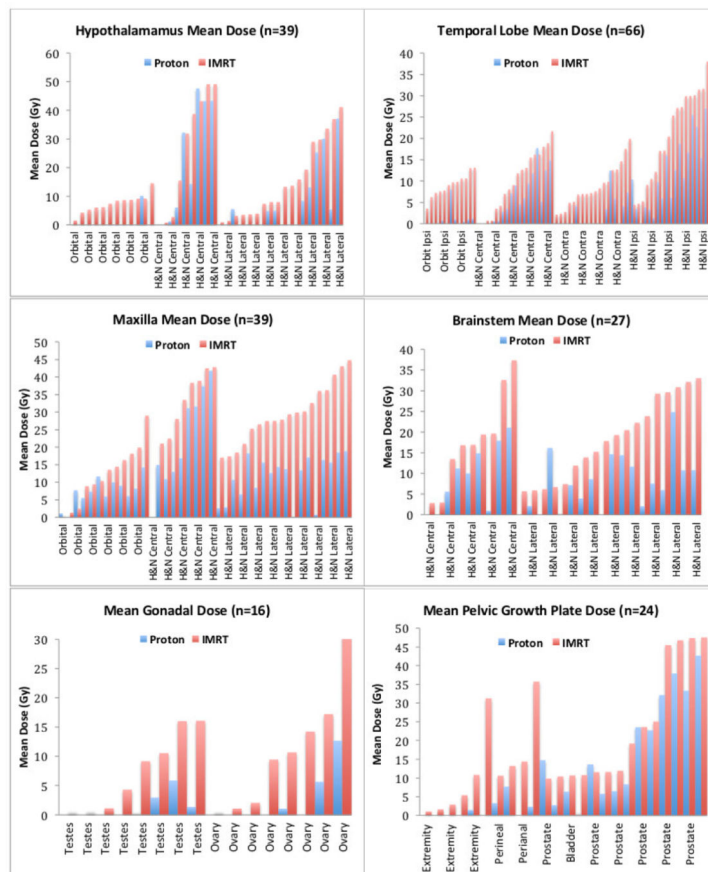 Hypothalamamus Mean Dose (n=39)
Proton IMRT
Mean Dose (Gy)
60
50
40
30
20
10
0
Orbital
Orbital
Orbital
Orbital
Orbital
Orbital
Orbital
H&N Central
H&N Central
H&N Central
H&N Central
H&N Central
H&N Central
H&N Lateral
H&N Lateral
H&N Lateral
H&N Lateral
H&N Lateral
H&N Lateral
H&N Lateral
Temporal Lobe Mean Dose (n=66)
Proton IMRT
Mean Dose (Gy)
40
35
30
25
20
15
10
5
0
Orbit Ipsi
Orbit Ipsi
Orbit Ipsi
H&N Central
H&N Central
H&N Central
H&N Central
H&N Central
H&N Contra
H&N Contra
H&N Contra
H&N Contra
H&N Ipsi
H&N Ipsi
H&N Ipsi
H&N Ipsi
H&N Ipsi
Maxilla Mean Dose (n=39)
Proton IMRT
Mean Dose (Gy)
50
45
40
35
30
25
20
15
10
5
0
Orbital
Orbital
Orbital
Orbital
Orbital
H&N Central
H&N Central
H&N Central
H&N Central
H&N Lateral
H&N Lateral
H&N Lateral
H&N Lateral
H&N Lateral
H&N Lateral
H&N Lateral
Brainstem Mean Dose (n=27)
Proton IMRT
Mean Dose (Gy)
40
35
30
25
20
15
10
5
0
H&N Central
H&N Central
H&N Central
H&N Central
H&N Central
H&N Lateral
H&N Lateral
H&N Lateral
H&N Lateral
H&N Lateral
H&N Lateral
H&N Lateral
H&N Lateral
H&N Lateral
Mean Gonadal Dose (n=16)
Proton IMRT
Mean Dose (Gy)
30
25
20
15
10
5
0
Testes
Testes
Testes
Testes
Testes
Testes
Testes
Testes
Ovary
Ovary
Ovary
Ovary
Ovary
Ovary
Ovary
Ovary
Mean Pelvic Growth Plate Dose (n=24)
Proton IMRT
Mean Dose (Gy)
50
45
40
35
30
25
20
15
10
5
0
Extremity
Extremity
Extremity
Perineal
Perianal
Prostate
Bladder
Prostate
Prostate
Prostate
Prostate
Prostate